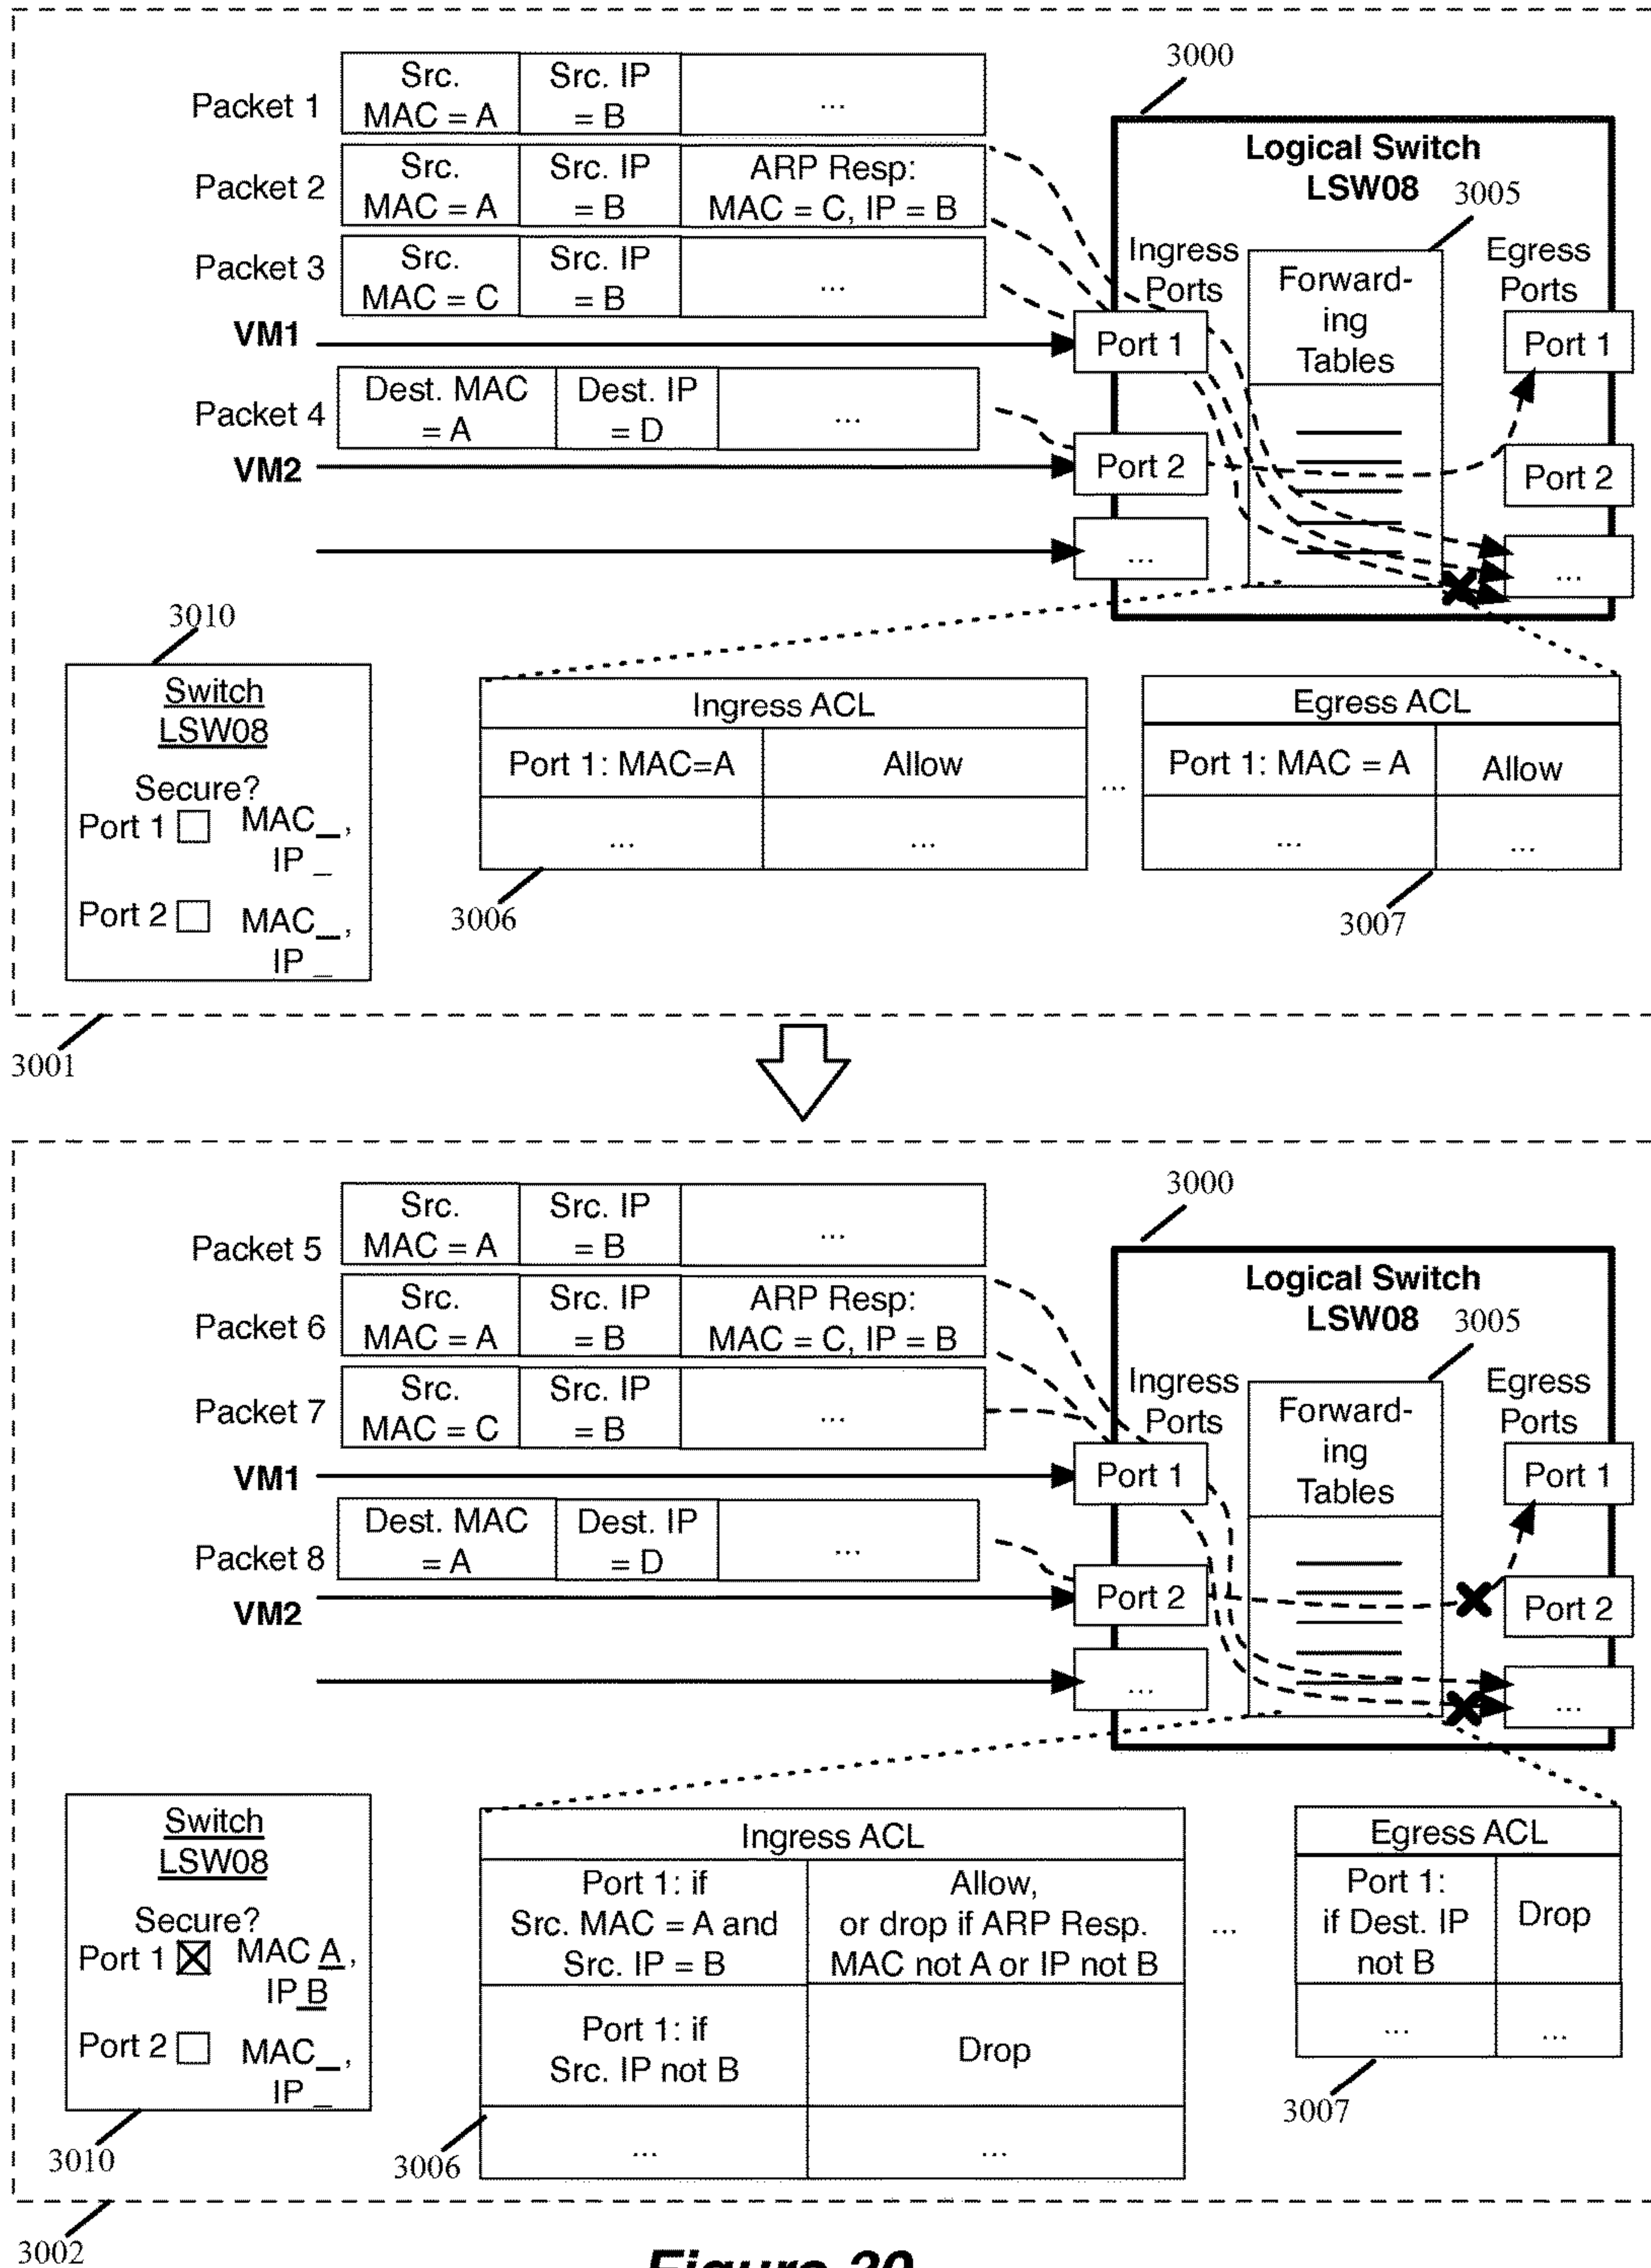 3000
Packet 1
Src.
MAC = A
Src. IP
= B
...
Packet 2
Src.
MAC = A
Src. IP
= B
ARP Resp:
MAC = C, IP = B
Packet 3
Src.
MAC = C
Src. IP
= B
...
VM1
Packet 4
Dest. MAC
= A
Dest. IP
= D
...
VM2
Logical Switch
LSW08
3005
Ingress
Ports
Forward-
ing
Tables
Egress
Ports
Port 1
Port 1
Port 2
Port 2
...
...
3010
Switch
LSW08
Secure?
Port 1 MAC_,
IP _
Port 2 MAC_,
IP _
Ingress ACL
Port 1: MAC=A
Allow
...
...
3006
...
Egress ACL
Port 1: MAC = A
Allow
...
...
3007
3001
3000
Packet 5
Src.
MAC = A
Src. IP
= B
...
Packet 6
Src.
MAC = A
Src. IP
= B
ARP Resp:
MAC = C, IP = B
Packet 7
Src.
MAC = C
Src. IP
= B
...
VM1
Packet 8
Dest. MAC
= A
Dest. IP
= D
...
VM2
Logical Switch
LSW08
3005
Ingress
Ports
Forward-
ing
Tables
Egress
Ports
Port 1
Port 1
Port 2
Port 2
...
...
Switch
LSW08
Secure?
Port 1 MAC A,
IP B
Port 2 MAC_,
IP _
3010
Ingress ACL
Port 1: if
Src. MAC = A and
Src. IP = B
Allow,
or drop if ARP Resp.
MAC not A or IP not B
Port 1: if
Src. IP not B
Drop
...
...
3006
...
Egress ACL
Port 1:
if Dest. IP
not B
Drop
...
...
3007
3002